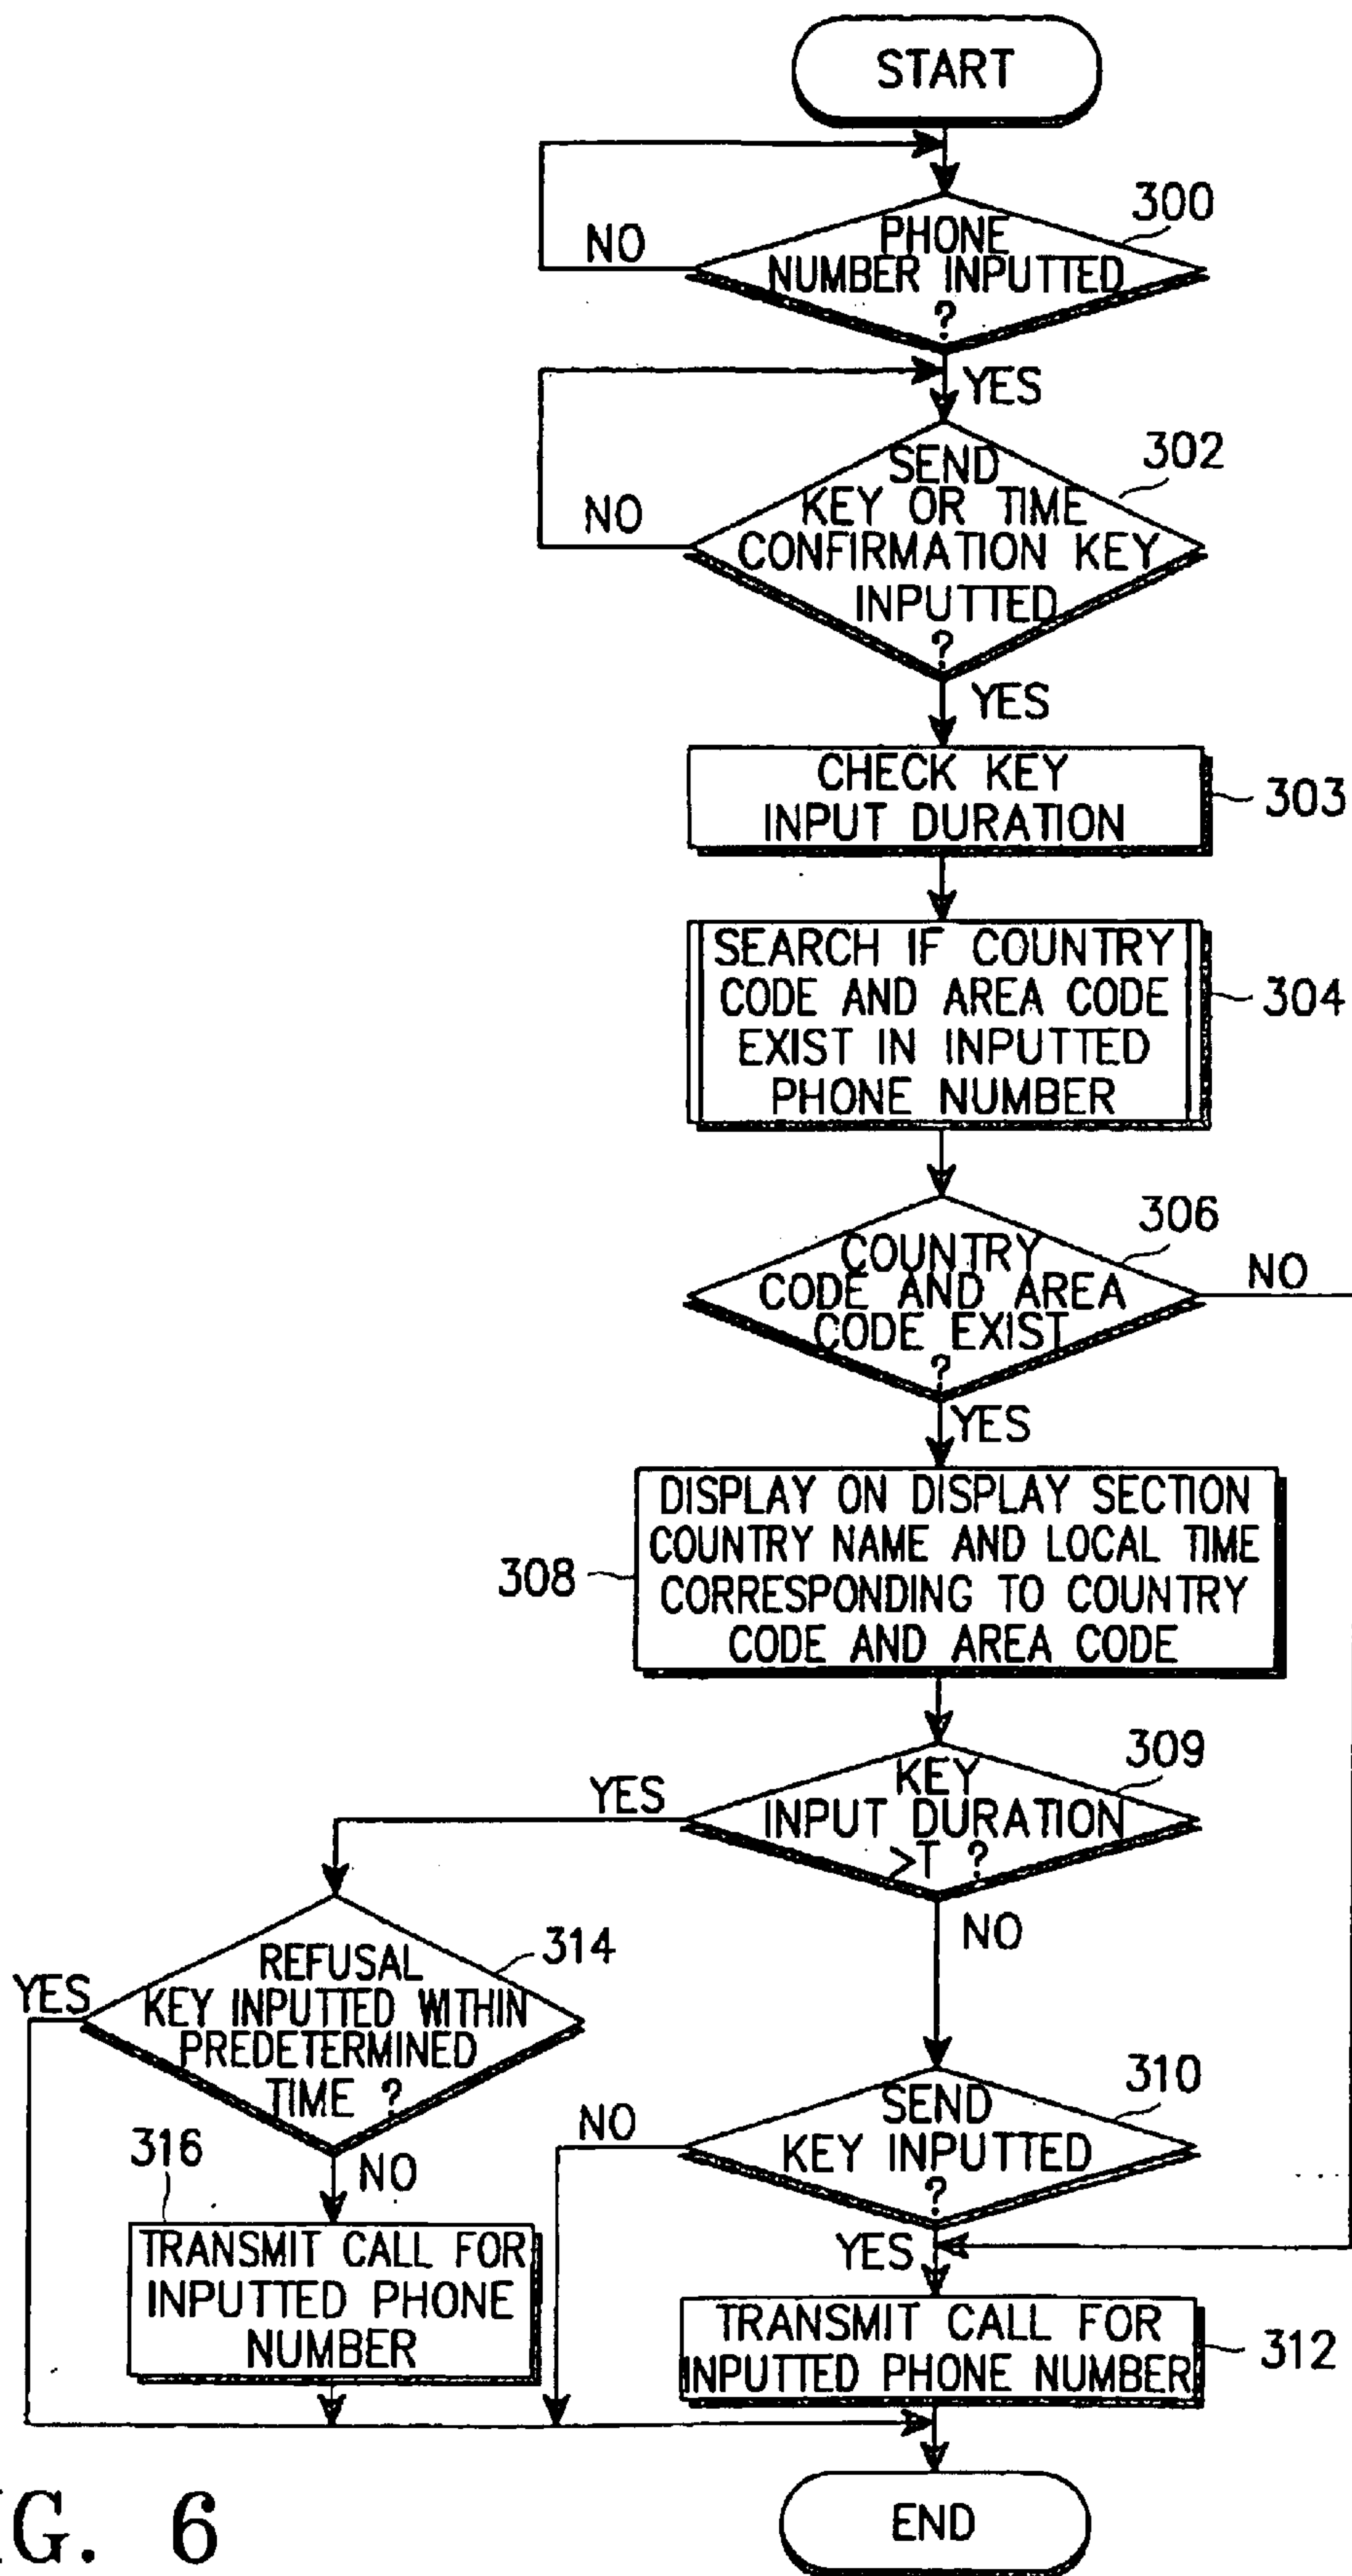 START
300
PHONE
NUMBER INPUTTED
?
NO
YES
302
SEND
KEY OR TIME
CONFIRMATION KEY
INPUTTED
?
NO
YES
CHECK KEY
INPUT DURATION
303
SEARCH IF COUNTRY
CODE AND AREA CODE
EXIST IN INPUTTED
PHONE NUMBER
304
306
COUNTRY
CODE AND AREA
CODE EXIST
?
NO
YES
DISPLAY ON DISPLAY SECTION
COUNTRY NAME AND LOCAL TIME
CORRESPONDING TO COUNTRY
CODE AND AREA CODE
308
309
KEY
INPUT DURATION
>T ?
YES
NO
314
REFUSAL
KEY INPUTTED WITHIN
PREDETERMINED
TIME ?
YES
NO
310
SEND
KEY INPUTTED
?
NO
YES
316
TRANSMIT CALL FOR
INPUTTED PHONE
NUMBER
TRANSMIT CALL FOR
INPUTTED PHONE NUMBER
312
END
G. 6